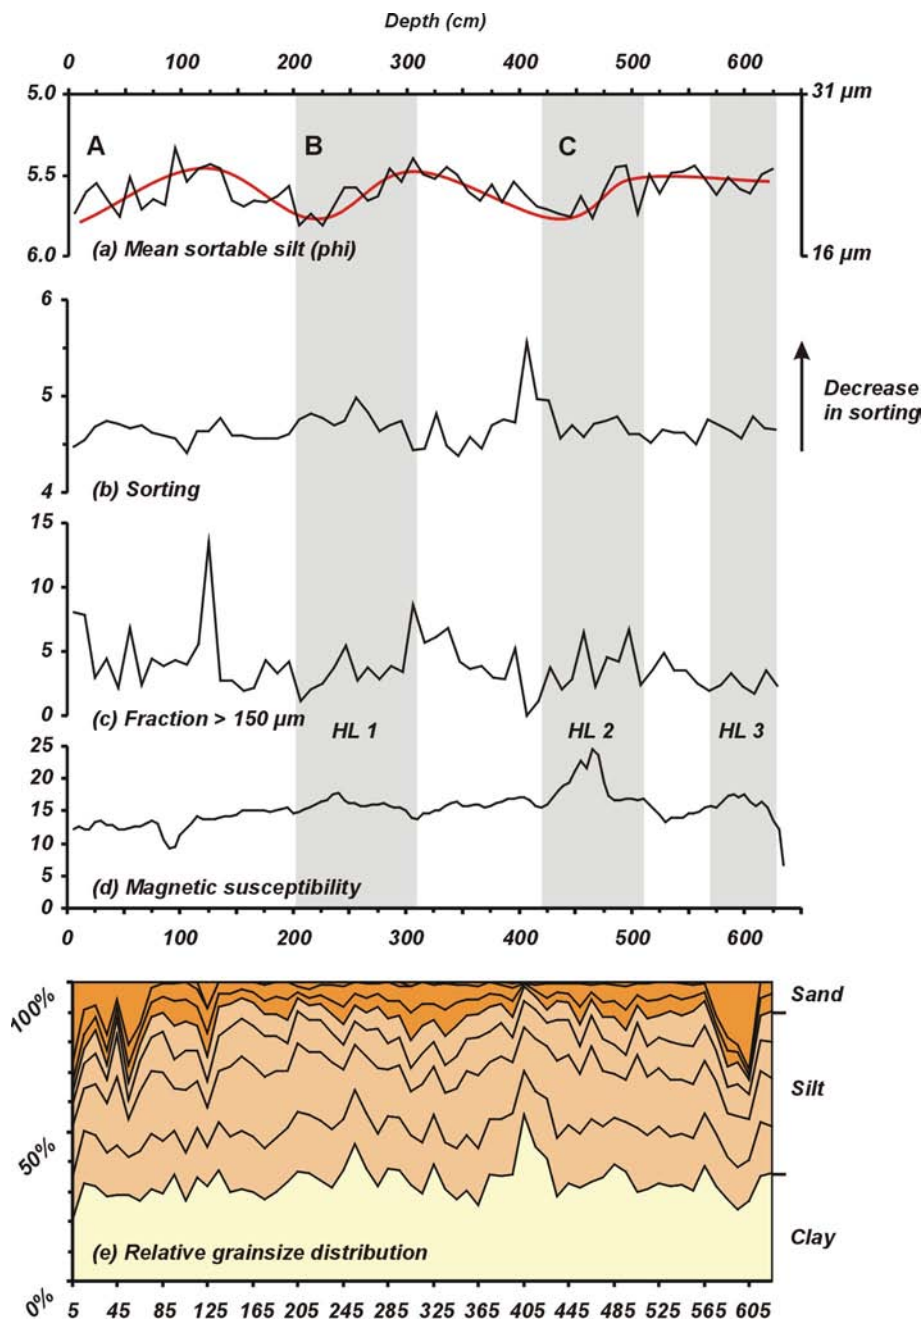 Depth (cm)
0 100 200 300 400 500 600
5.0 31 µm
A B C
5.5
(a) Mean sortable silt (phi)
6.0 16 µm
6
5
Decrease
in sorting
(b) Sorting
4
15
10
5
(c) Fraction > 150 µm
0
HL 1 HL 2 HL 3
25
20
15
10
5
(d) Magnetic susceptibility
0
0 100 200 300 400 500 600
100%
Sand
Silt
50%
Clay
(e) Relative grainsize distribution
0%
5 45 85 125 165 205 245 285 325 365 405 445 485 525 565 605